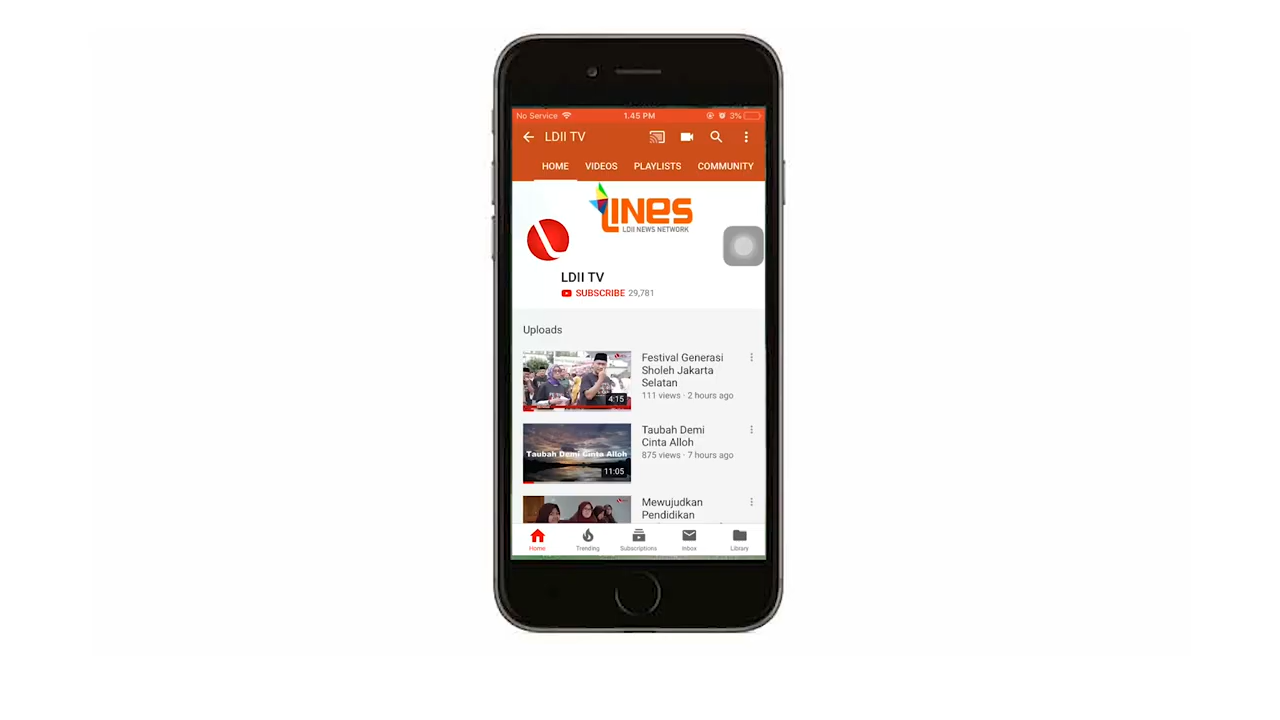 No Service 1.45 PM 3%
LDII TV
HOME VIDEOS PLAYLISTS COMMUNITY
LINES
LDII NEWS NETWORK
LDII TV
SUBSCRIBE 29,781
Uploads
Festival Generasi
Sholeh Jakarta
Selatan
111 views · 2 hours ago
4:15
Taubah Demi
Cinta Alloh
875 views · 7 hours ago
Taubah Demi Cinta Alloh
11:05
Mewujudkan
Pendidikan
Home Trending Subscriptions Inbox Library